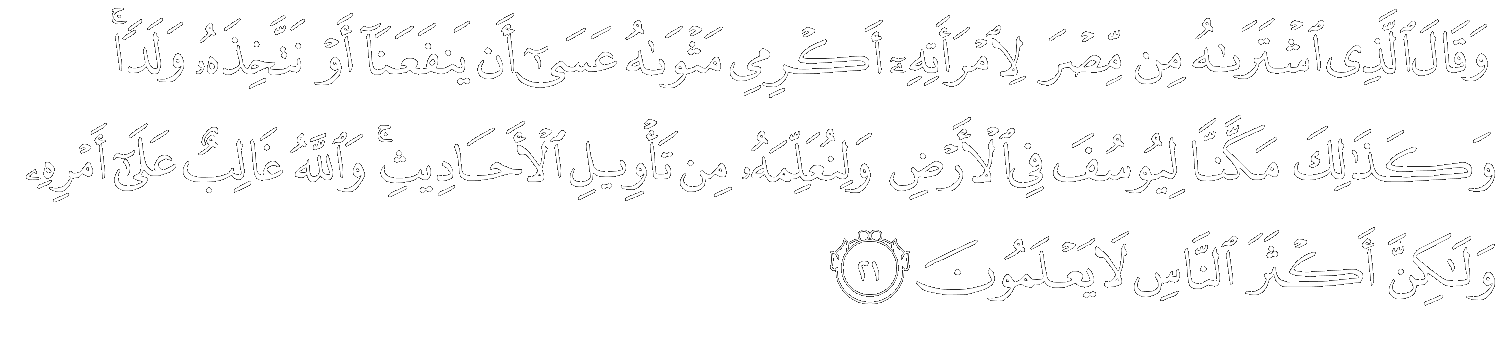 وَقَالَ ٱلَّذِى ٱشْتَرَىٰهُ مِن مِّصْرَ لِٱمْرَأَتِهِۦٓ أَكْرِمِى مَثْوَىٰهُ عَسَىٰٓ أَن يَنفَعَنَآ أَوْ نَتَّخِذَهُۥ وَلَدًاۚ
وَكَذَٰلِكَ مَكَّنَّا لِيُوسُفَ فِى ٱلْأَرْضِ وَلِنُعَلِّمَهُۥ مِن تَأْوِيلِ ٱلْأَحَادِيثِۚ وَٱللَّهُ غَالِبٌ عَلَىٰٓ أَمْرِهِۦ
وَلَٰكِنَّ أَكْثَرَ ٱلنَّاسِ لَا يَعْلَمُونَ ٢١